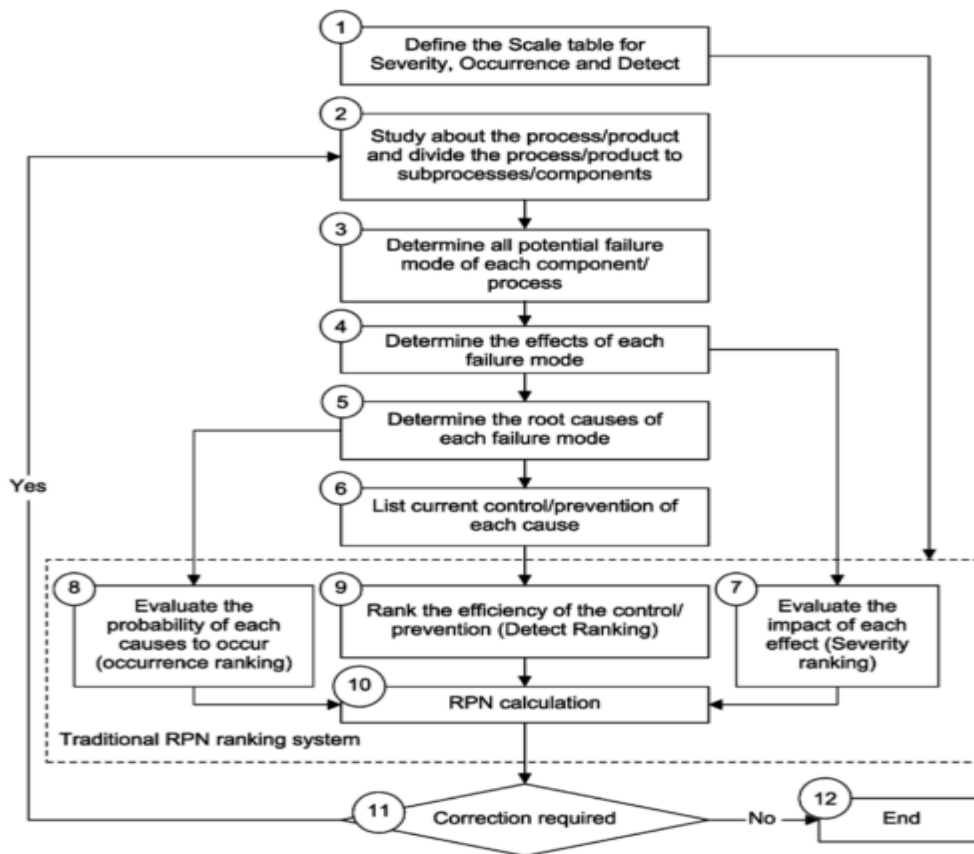 1
Define the Scale table for
Severity, Occurrence and Detect
2
Study about the process/product
and divide the process/product to
subprocesses/components
3
Determine all potential failure
mode of each component/
process
4
Determine the effects of each
failure mode
5
Determine the root causes of
each failure mode
Yes
6
List current control/prevention of
each cause
8
Evaluate the
probability of each
causes to occur
(occurrence ranking)
9
Rank the efficiency of the control/
prevention (Detect Ranking)
7
Evaluate the
impact of each
effect (Severity
ranking)
10
RPN calculation
Traditional RPN ranking system
11
Correction required
No
12
End